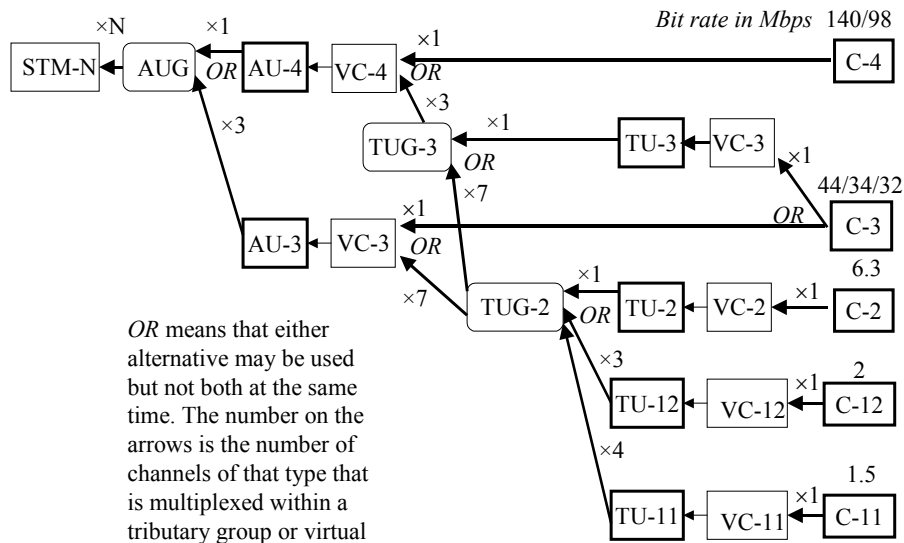 Bit rate in Mbps 140/98
×N ×1 ×1
STM-N AUG OR AU-4 VC-4 OR C-4
×3 ×3 ×1
TUG-3 OR TU-3 VC-3 ×1
44/34/32
×7
×1 OR
AU-3 VC-3 OR C-3
6.3
×7 TUG-2 ×1 OR TU-2 VC-2 ×1 C-2
OR means that either
alternative may be used
but not both at the same
time. The number on the
arrows is the number of
channels of that type that
is multiplexed within a
tributary group or virtual
×3 2
TU-12 VC-12 ×1 C-12
×4 1.5
TU-11 VC-11 ×1 C-11